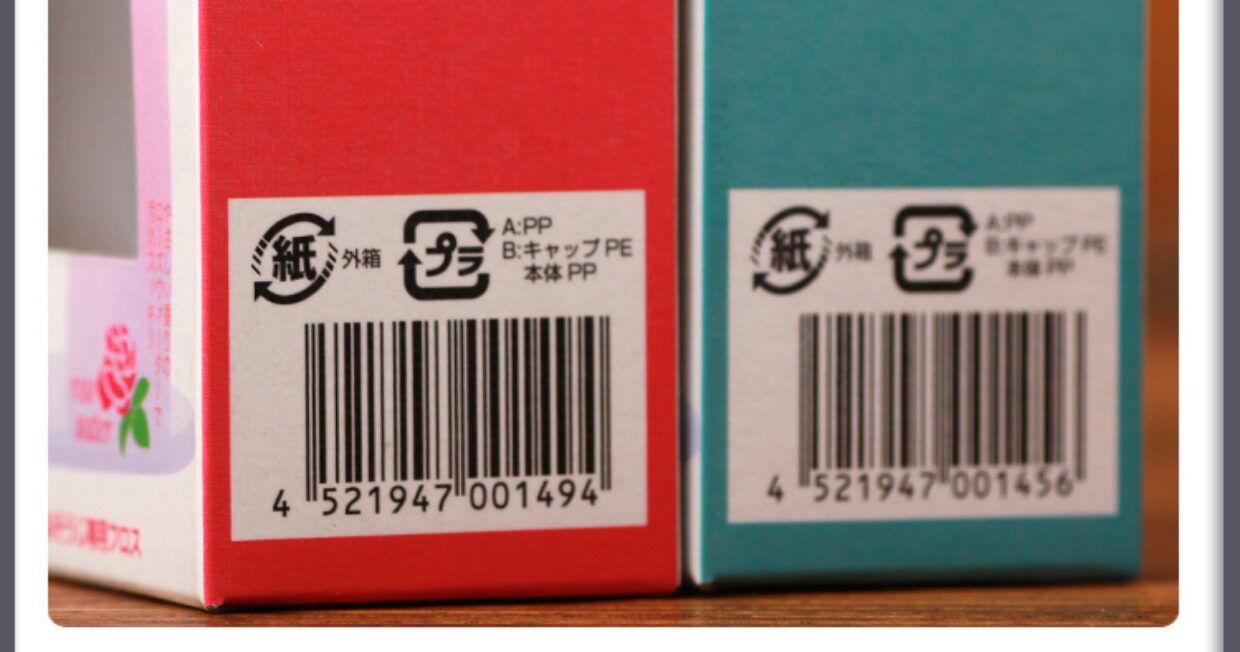 紙 外箱 プラ A:PP
B:キャップ PE
本体 PP
4 521947 001494
紙 外箱 プラ A:PP
B:キャップ PE
本体 PP
4 521947 001456